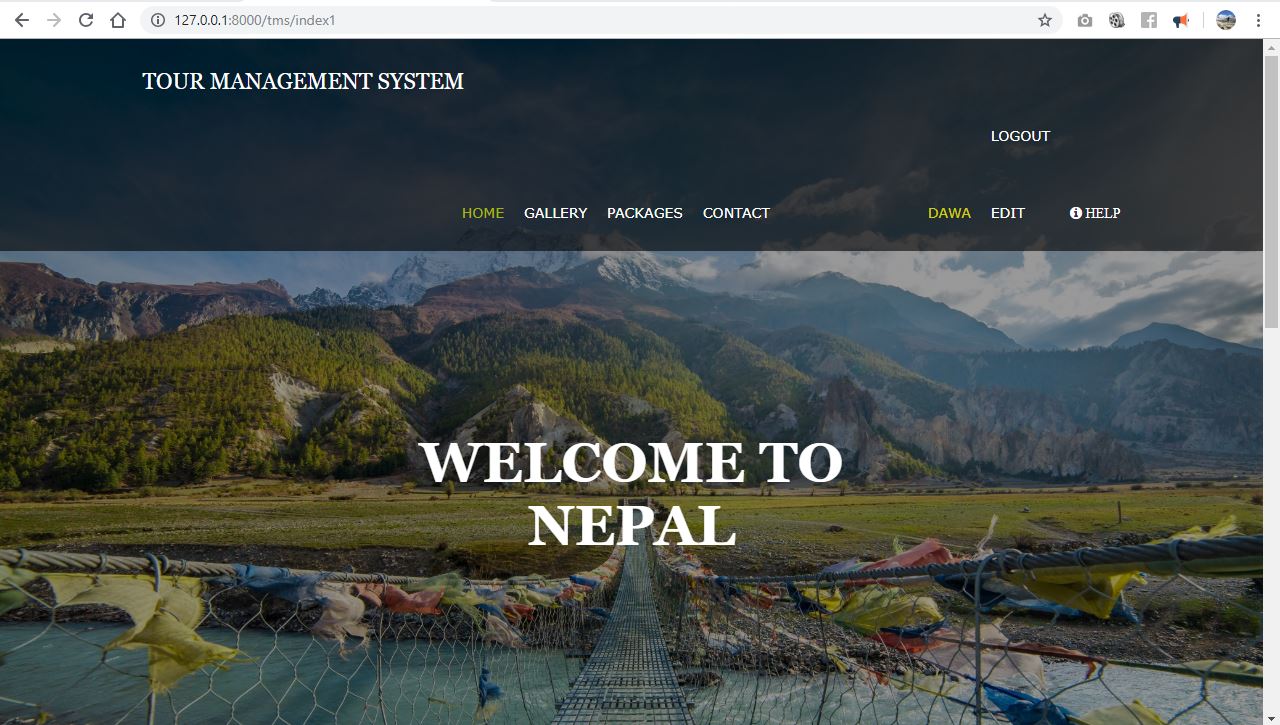 127.0.0.1:8000/tms/index1
TOUR MANAGEMENT SYSTEM
LOGOUT
HOME GALLERY PACKAGES CONTACT DAWA EDIT HELP
WELCOME TO
NEPAL